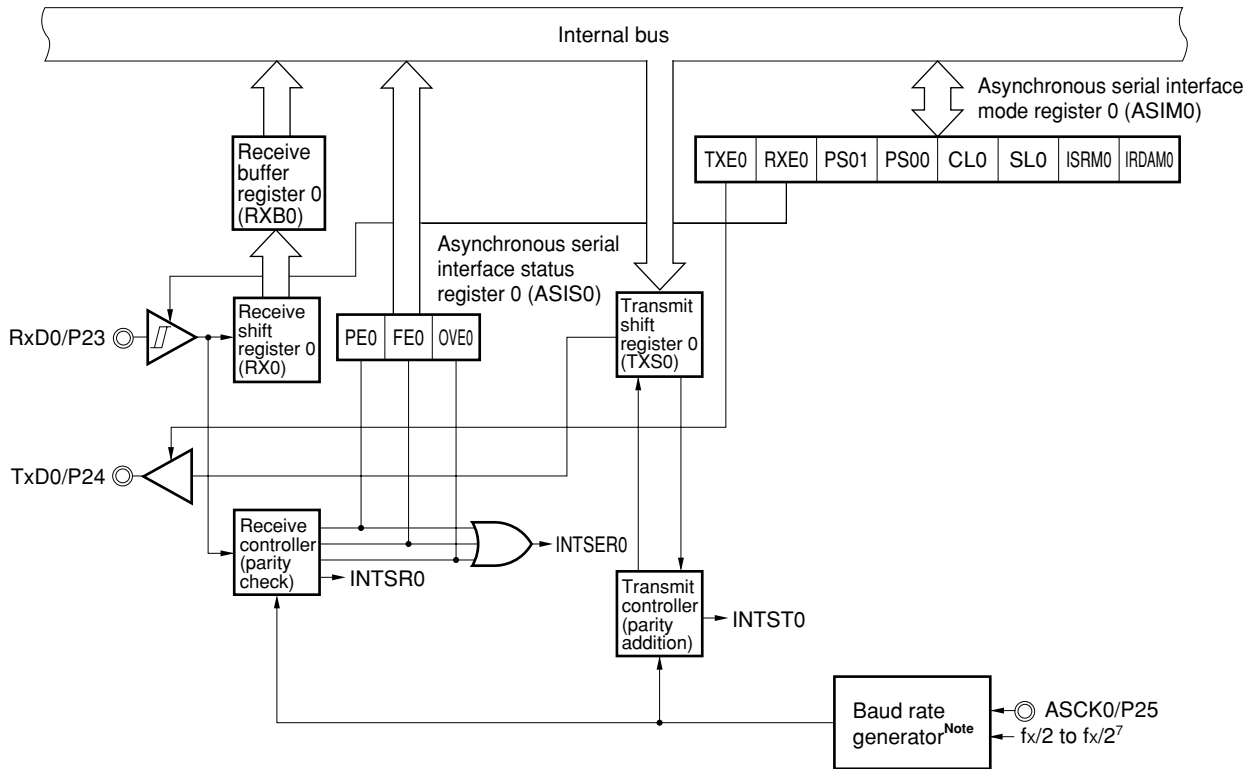 Internal bus
Asynchronous serial interface
mode register 0 (ASIM0)
TXE0 RXE0 PS01 PS00 CL0 SL0 ISRM0 IRDAM0
Receive
buffer
register 0
(RXB0)
Asynchronous serial
interface status
register 0 (ASIS0)
RxD0/P23
Receive
shift
register 0
(RX0)
PE0 FE0 OVE0
Transmit
shift
register 0
(TXS0)
TxD0/P24
Receive
controller
(parity
check)
INTSER0
INTSR0
Transmit
controller
(parity
addition)
INTST0
Baud rate
generatorNote
ASCK0/P25
fx/2 to fx/2⁷